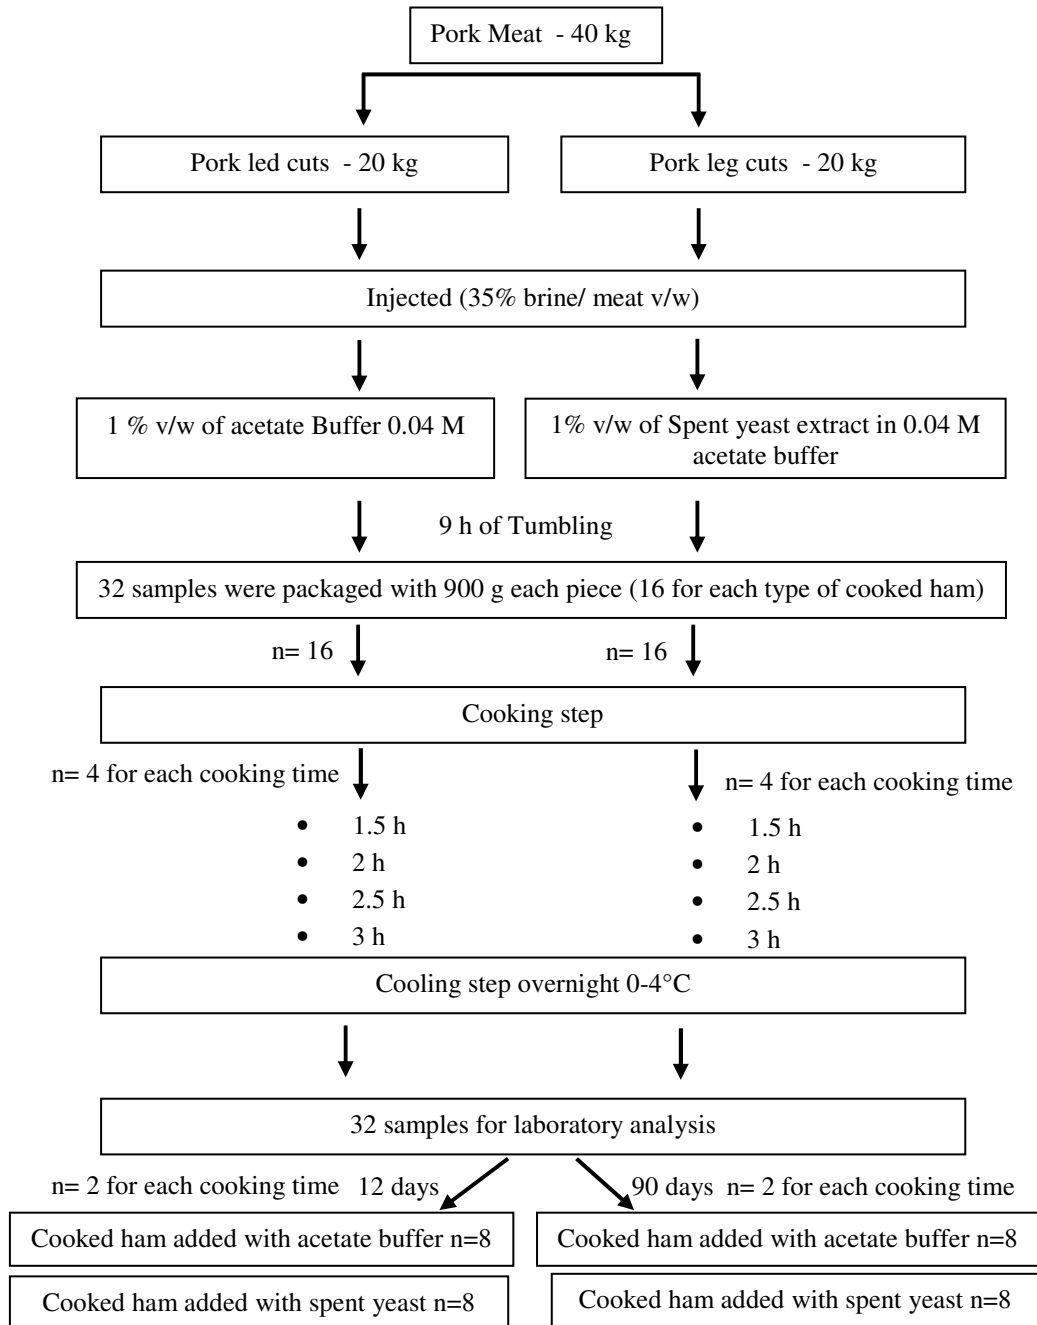 Pork Meat - 40 kg
Pork led cuts - 20 kg
Pork leg cuts - 20 kg
Injected (35% brine/ meat v/w)
1 % v/w of acetate Buffer 0.04 M
1% v/w of Spent yeast extract in 0.04 M
acetate buffer
9 h of Tumbling
32 samples were packaged with 900 g each piece (16 for each type of cooked ham)
n= 16
n= 16
Cooking step
n= 4 for each cooking time
n= 4 for each cooking time
• 1.5 h
• 2 h
• 2.5 h
• 3 h
• 1.5 h
• 2 h
• 2.5 h
• 3 h
Cooling step overnight 0-4°C
32 samples for laboratory analysis
n= 2 for each cooking time 12 days
90 days n= 2 for each cooking time
Cooked ham added with acetate buffer n=8
Cooked ham added with spent yeast n=8
Cooked ham added with acetate buffer n=8
Cooked ham added with spent yeast n=8